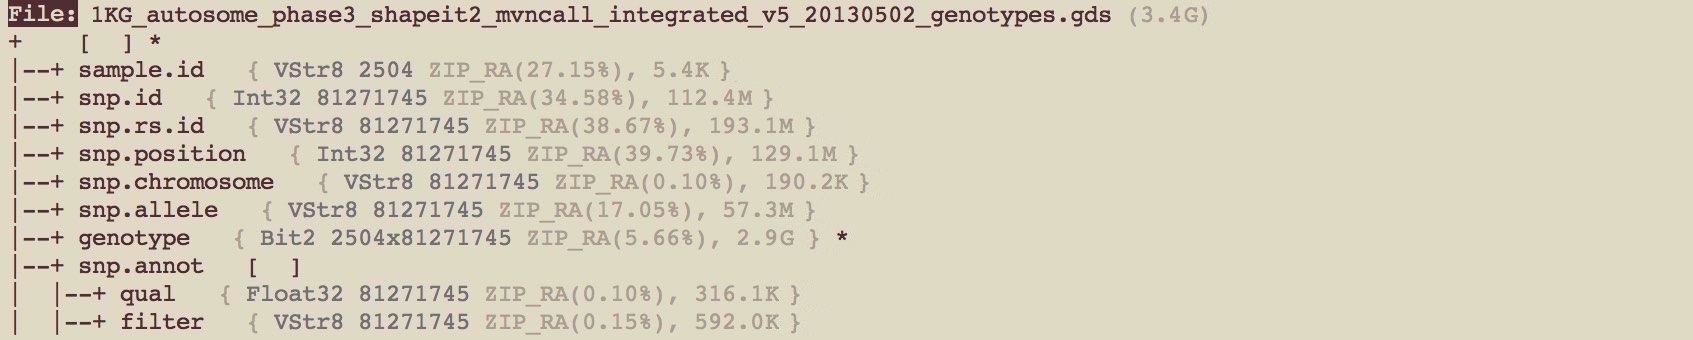 File: 1KG_autosome_phase3_shapeit2_mvncall_integrated_v5_20130502_genotypes.gds (3.4G)
+    [  ] *
|--+ sample.id   { VStr8 2504 ZIP_RA(27.15%), 5.4K }
|--+ snp.id   { Int32 81271745 ZIP_RA(34.58%), 112.4M }
|--+ snp.rs.id   { VStr8 81271745 ZIP_RA(38.67%), 193.1M }
|--+ snp.position   { Int32 81271745 ZIP_RA(39.73%), 129.1M }
|--+ snp.chromosome   { VStr8 81271745 ZIP_RA(0.10%), 190.2K }
|--+ snp.allele   { VStr8 81271745 ZIP_RA(17.05%), 57.3M }
|--+ genotype   { Bit2 2504x81271745 ZIP_RA(5.66%), 2.9G } *
|--+ snp.annot   [  ]
|  |--+ qual   { Float32 81271745 ZIP_RA(0.10%), 316.1K }
|  |--+ filter   { VStr8 81271745 ZIP_RA(0.15%), 592.0K }